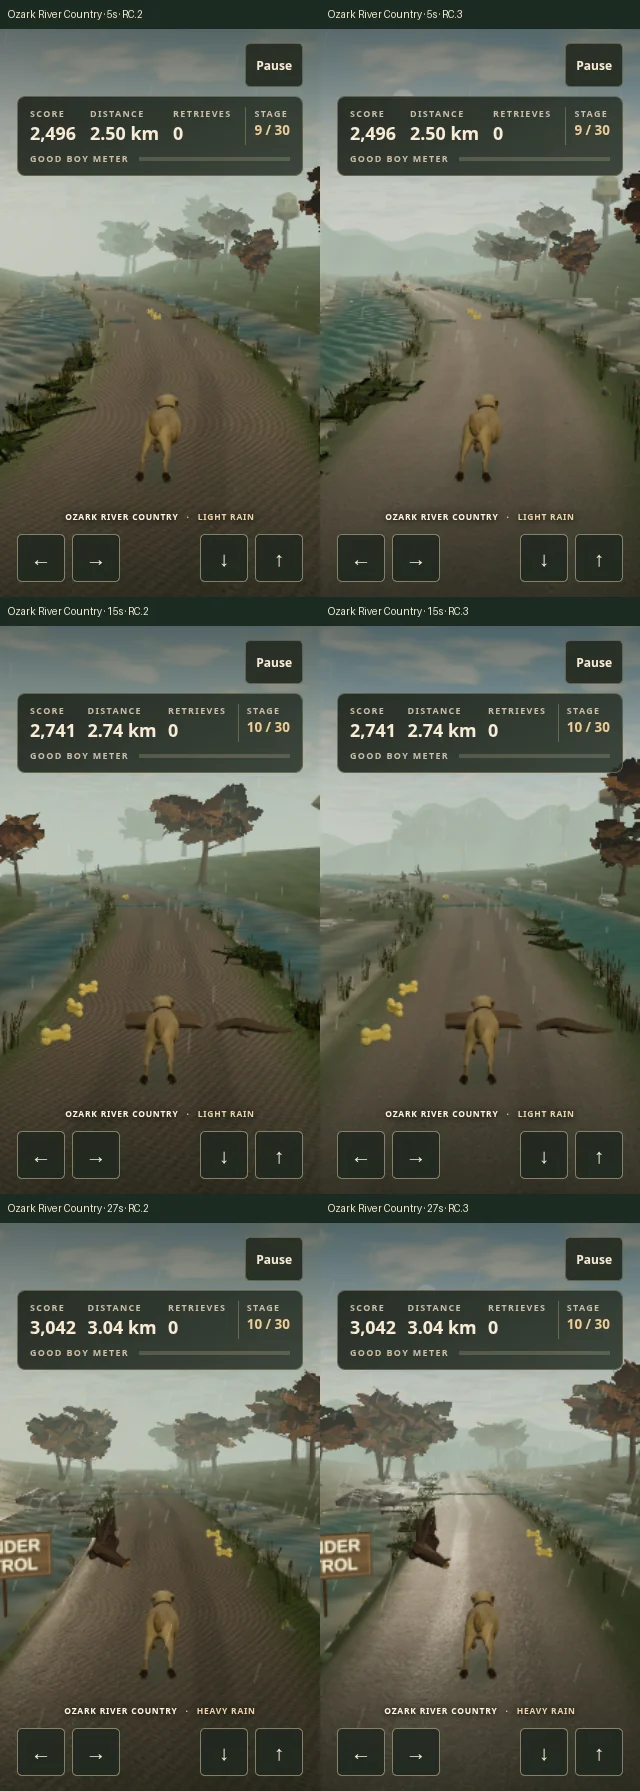 Ozark River Country · 5s · RC.2
Pause
SCORE DISTANCE RETRIEVES STAGE
2,496 2.50 km 0 9 / 30
GOOD BOY METER
OZARK RIVER COUNTRY · LIGHT RAIN
← → ↓ ↑
Ozark River Country · 5s · RC.3
Pause
SCORE DISTANCE RETRIEVES STAGE
2,496 2.50 km 0 9 / 30
GOOD BOY METER
OZARK RIVER COUNTRY · LIGHT RAIN
← → ↓ ↑
Ozark River Country · 15s · RC.2
Pause
SCORE DISTANCE RETRIEVES STAGE
2,741 2.74 km 0 10 / 30
GOOD BOY METER
OZARK RIVER COUNTRY · LIGHT RAIN
← → ↓ ↑
Ozark River Country · 15s · RC.3
Pause
SCORE DISTANCE RETRIEVES STAGE
2,741 2.74 km 0 10 / 30
GOOD BOY METER
OZARK RIVER COUNTRY · LIGHT RAIN
← → ↓ ↑
Ozark River Country · 27s · RC.2
Pause
SCORE DISTANCE RETRIEVES STAGE
3,042 3.04 km 0 10 / 30
GOOD BOY METER
NDER
TROL
OZARK RIVER COUNTRY · HEAVY RAIN
← → ↓ ↑
Ozark River Country · 27s · RC.3
Pause
SCORE DISTANCE RETRIEVES STAGE
3,042 3.04 km 0 10 / 30
GOOD BOY METER
NDER
ROL
OZARK RIVER COUNTRY · HEAVY RAIN
← → ↓ ↑